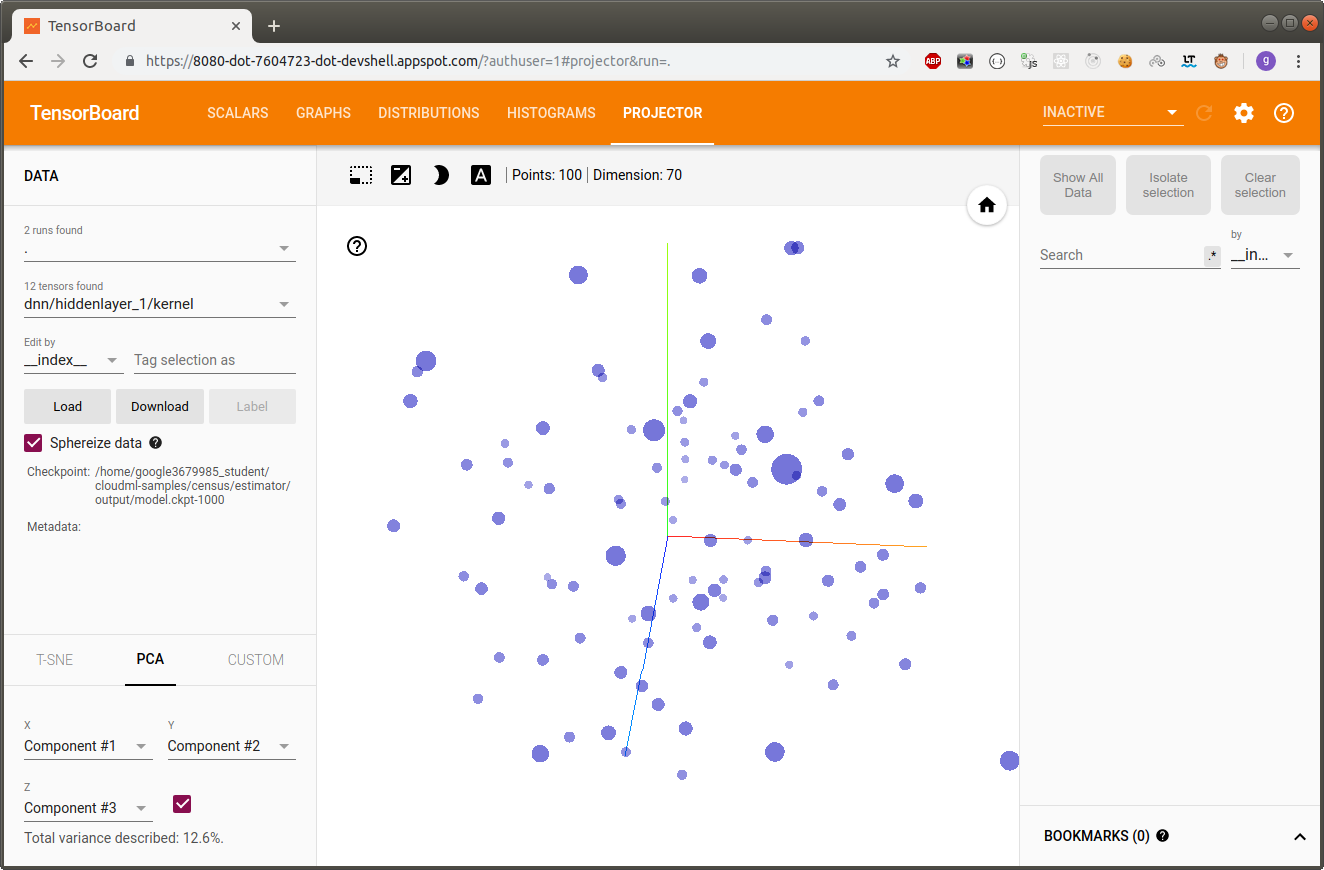 TensorBoard
https://8080-dot-7604723-dot-devshell.appspot.com/?authuser=1#projector&run=.
ABP
{··}
js
LT
g
TensorBoard
SCALARS
GRAPHS
DISTRIBUTIONS
HISTOGRAMS
PROJECTOR
INACTIVE
DATA
2 runs found
.
12 tensors found
dnn/hiddenlayer_1/kernel
Edit by
__index__
Tag selection as
Load
Download
Label
Sphereize data
Checkpoint: /home/google3679985_student/
cloudml-samples/census/estimator/
output/model.ckpt-1000
Metadata:
T-SNE
PCA
CUSTOM
X
Y
Component #1
Component #2
Z
Component #3
Total variance described: 12.6%.
A
Points: 100 | Dimension: 70
Show All
Data
Isolate
selection
Clear
selection
Search
.*
by
__in...
BOOKMARKS (0)